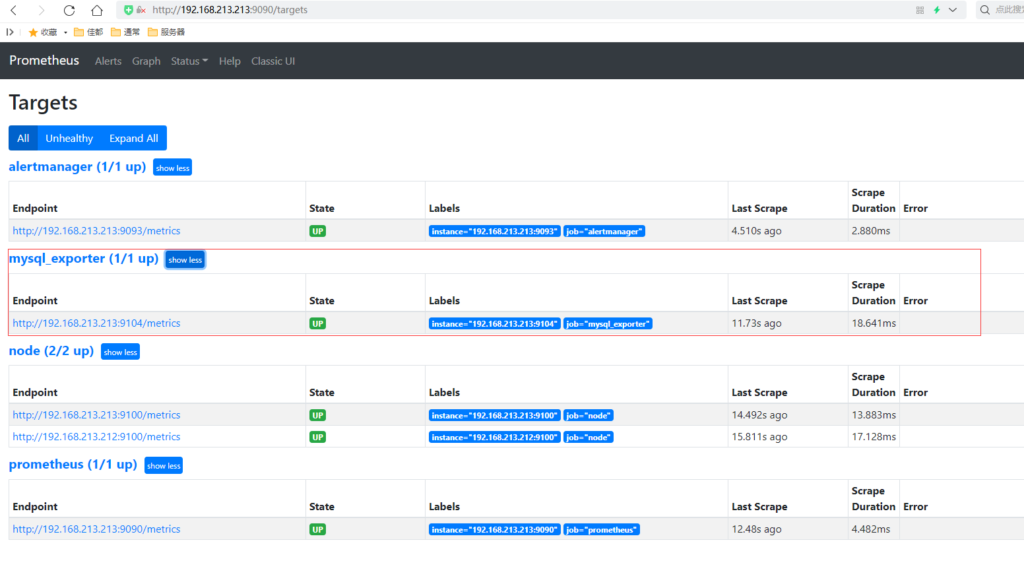 http://192.168.213.213:9090/targets
点此搜
收藏 佳都 通常 服务器
Prometheus Alerts Graph Status Help Classic UI
Targets
All Unhealthy Expand All
alertmanager (1/1 up) show less
Endpoint State Labels Last Scrape Scrape Duration Error
http://192.168.213.213:9093/metrics UP instance="192.168.213.213:9093" job="alertmanager" 4.510s ago 2.880ms
mysql_exporter (1/1 up) show less
Endpoint State Labels Last Scrape Scrape Duration Error
http://192.168.213.213:9104/metrics UP instance="192.168.213.213:9104" job="mysql_exporter" 11.73s ago 18.641ms
node (2/2 up) show less
Endpoint State Labels Last Scrape Scrape Duration Error
http://192.168.213.213:9100/metrics UP instance="192.168.213.213:9100" job="node" 14.492s ago 13.883ms
http://192.168.213.212:9100/metrics UP instance="192.168.213.212:9100" job="node" 15.811s ago 17.128ms
prometheus (1/1 up) show less
Endpoint State Labels Last Scrape Scrape Duration Error
http://192.168.213.213:9090/metrics UP instance="192.168.213.213:9090" job="prometheus" 12.48s ago 4.482ms